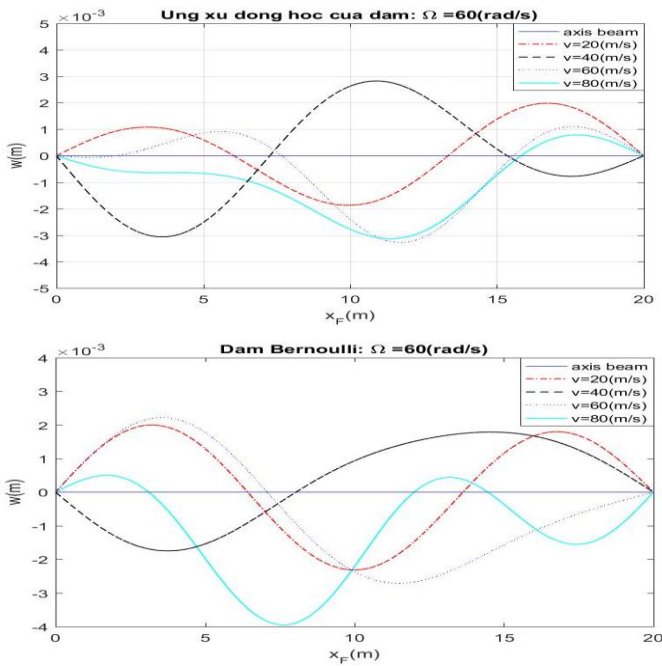 Ung xu dong hoc cua dam: Ω =60(rad/s)
× 10⁻³
5
4
3
2
1
0
-1
-2
-3
-4
-5
w(m)
axis beam
v=20(m/s)
v=40(m/s)
v=60(m/s)
v=80(m/s)
0 5 10 15 20
x_F(m)
Dam Bernoulli: Ω =60(rad/s)
× 10⁻³
4
3
2
1
0
-1
-2
-3
-4
w(m)
axis beam
v=20(m/s)
v=40(m/s)
v=60(m/s)
v=80(m/s)
0 5 10 15 20
x_F(m)